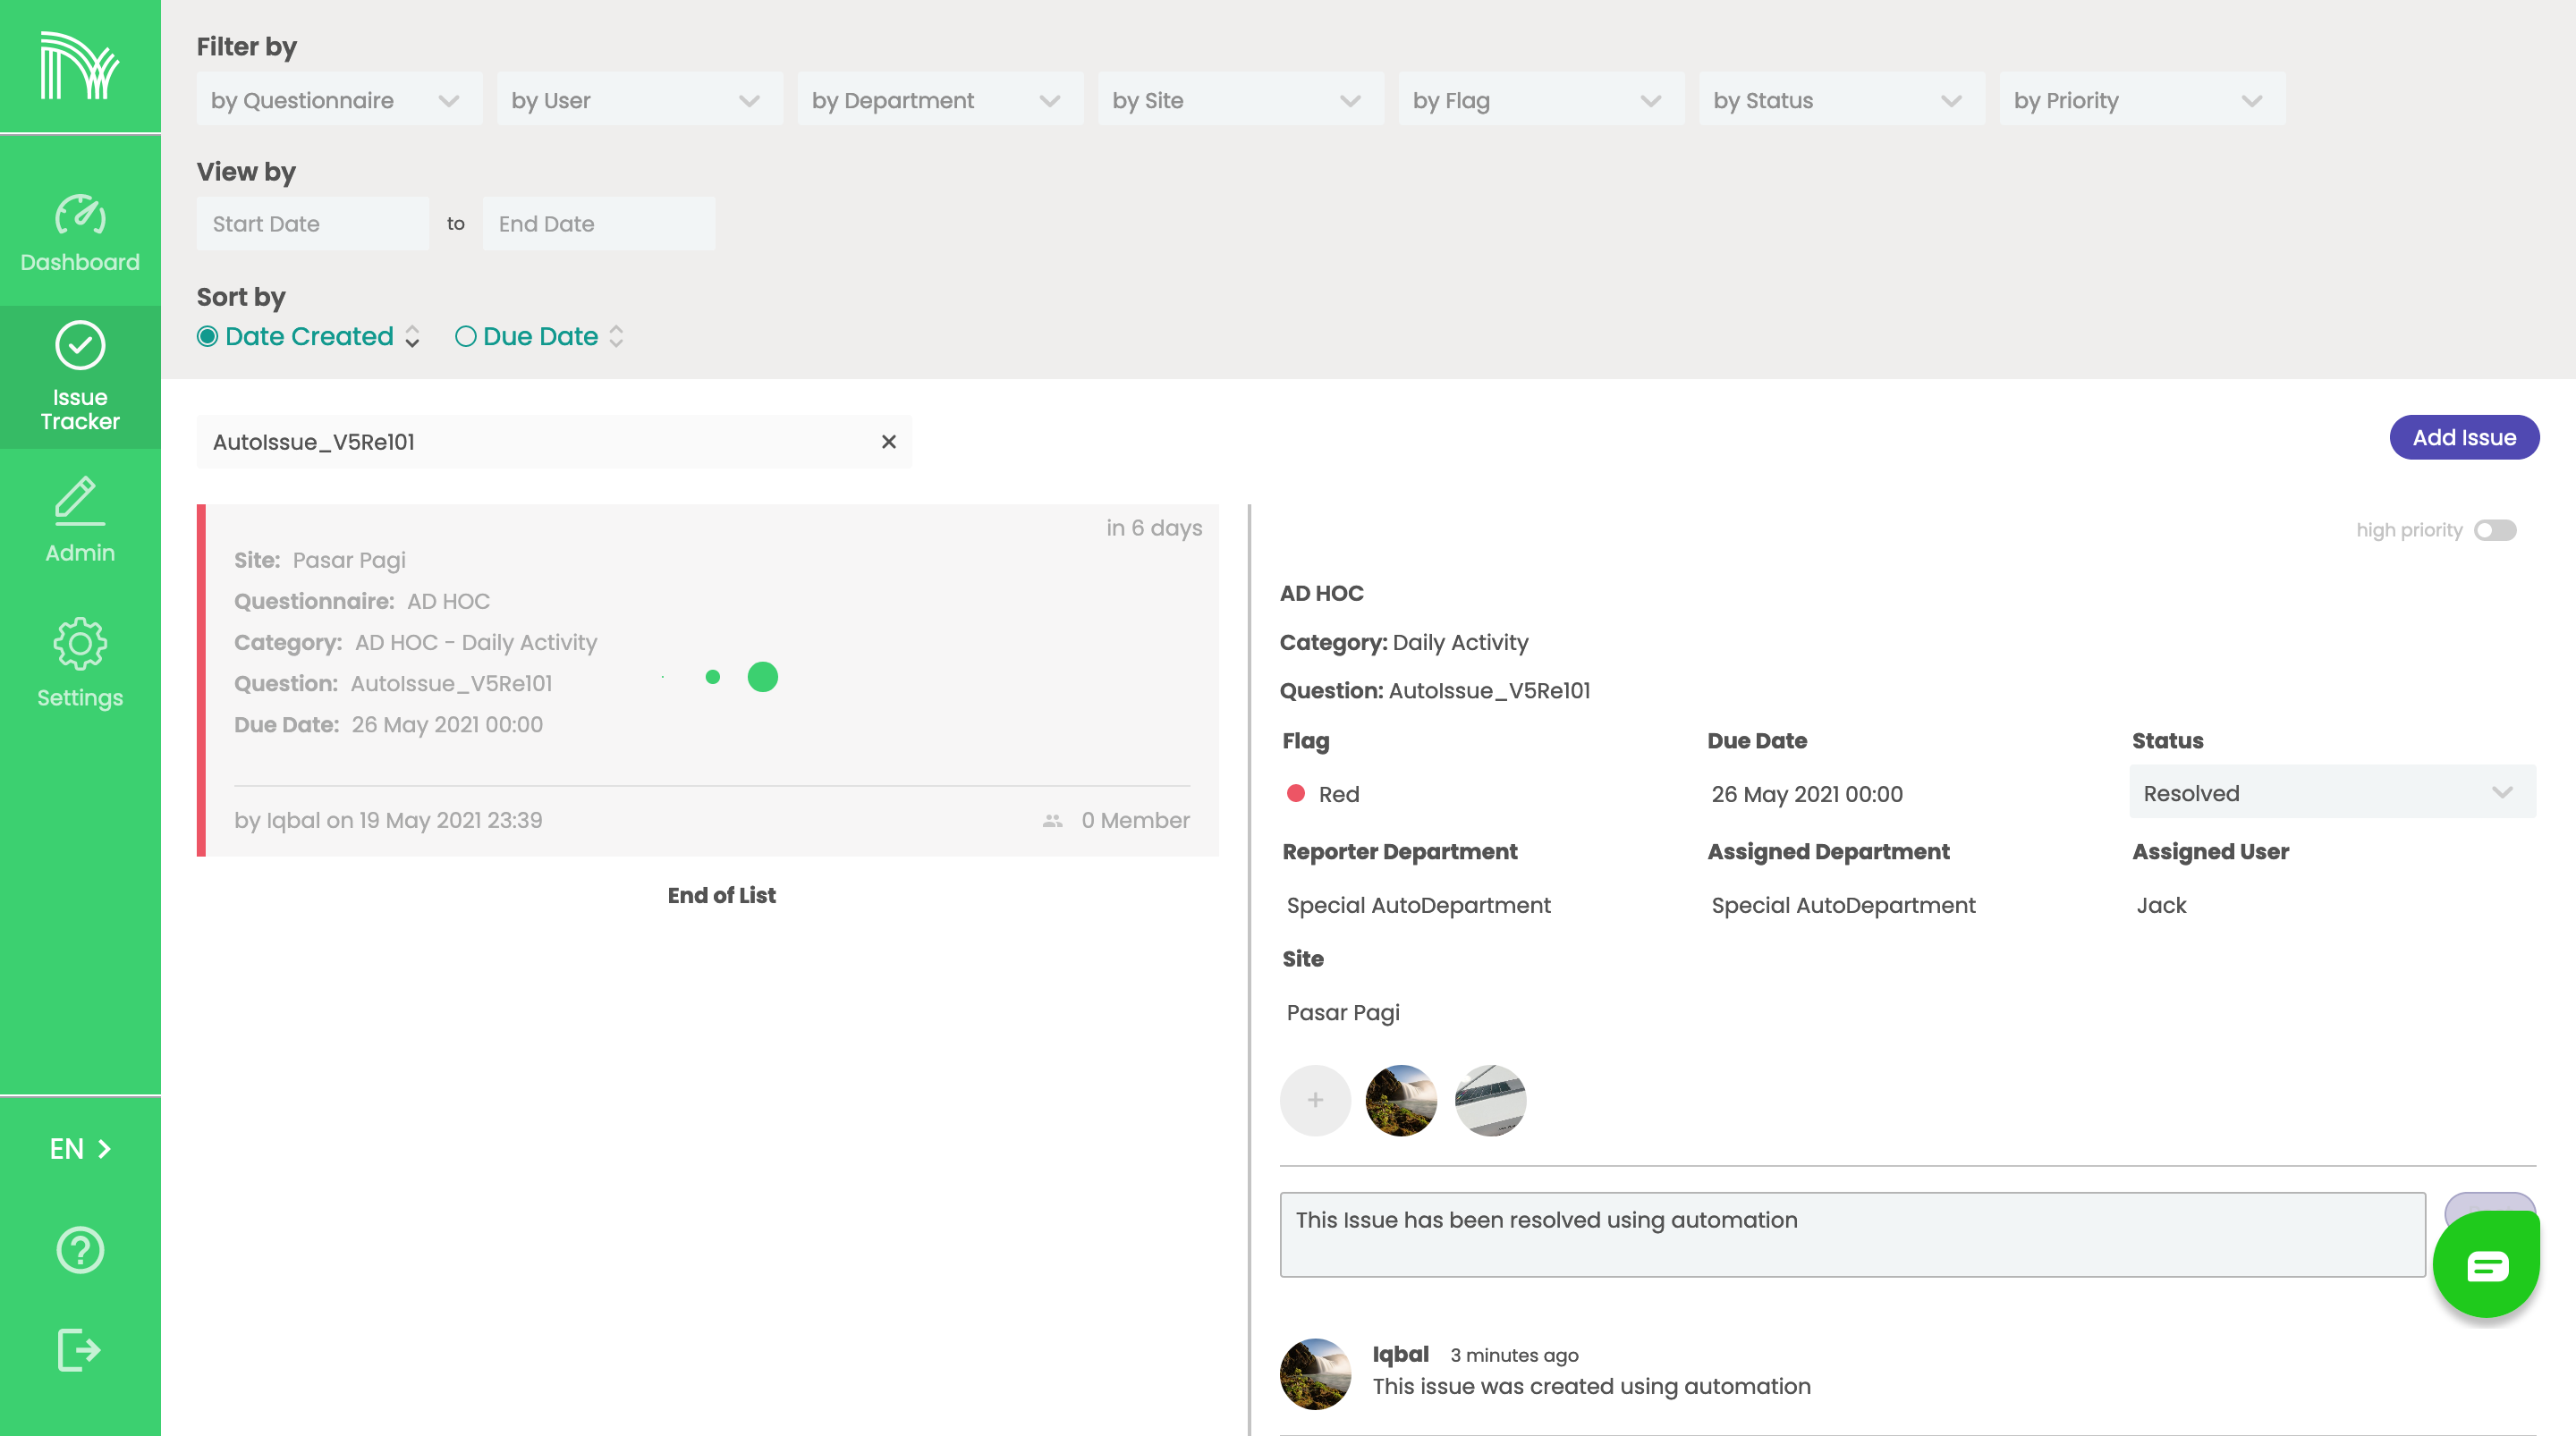 Filter by
by Questionnaire
by User
by Department
by Site
by Flag
by Status
by Priority
View by
Start Date
to
End Date
Sort by
Date Created
Due Date
Dashboard
Issue
Tracker
Admin
Settings
EN
AutoIssue_V5Re101
Add Issue
in 6 days
Site: Pasar Pagi
Questionnaire: AD HOC
Category: AD HOC - Daily Activity
Question: AutoIssue_V5Re101
Due Date: 26 May 2021 00:00
by Iqbal on 19 May 2021 23:39
0 Member
End of List
high priority
AD HOC
Category: Daily Activity
Question: AutoIssue_V5Re101
Flag
Due Date
Status
Red
26 May 2021 00:00
Resolved
Reporter Department
Assigned Department
Assigned User
Special AutoDepartment
Special AutoDepartment
Jack
Site
Pasar Pagi
This Issue has been resolved using automation
Iqbal 3 minutes ago
This issue was created using automation